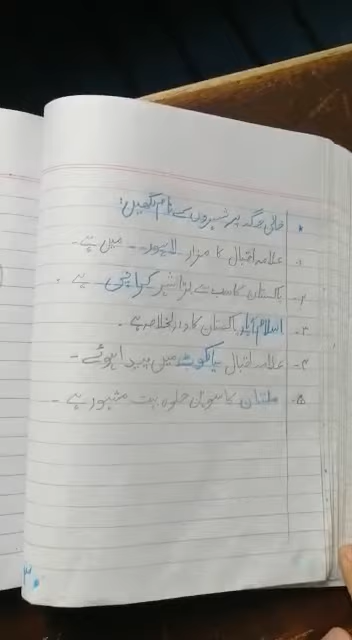 خالی جگہ پر شہروں کے نام لکھیں:
۱۔ علامہ اقبال کا مزار لاہور میں ہے۔
۲۔ پاکستان کا سب سے بڑا شہر کراچی ہے۔
۳۔ اسلام آباد پاکستان کا دارالخلافہ ہے۔
۴۔ علامہ اقبال سیالکوٹ میں پیدا ہوئے۔
۵۔ ملتان کا سوہن حلوہ بہت مشہور ہے۔